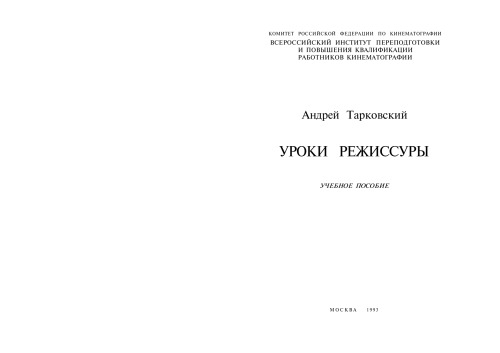 КОМИТЕТ РОССИЙСКОЙ ФЕДЕРАЦИИ ПО КИНЕМАТОГРАФИИ
ВСЕРОССИЙСКИЙ ИНСТИТУТ ПЕРЕПОДГОТОВКИ
И ПОВЫШЕНИЯ КВАЛИФИКАЦИИ
РАБОТНИКОВ КИНЕМАТОГРАФИИ
Андрей Тарковский
УРОКИ РЕЖИССУРЫ
УЧЕБНОЕ ПОСОБИЕ
МОСКВА 1993